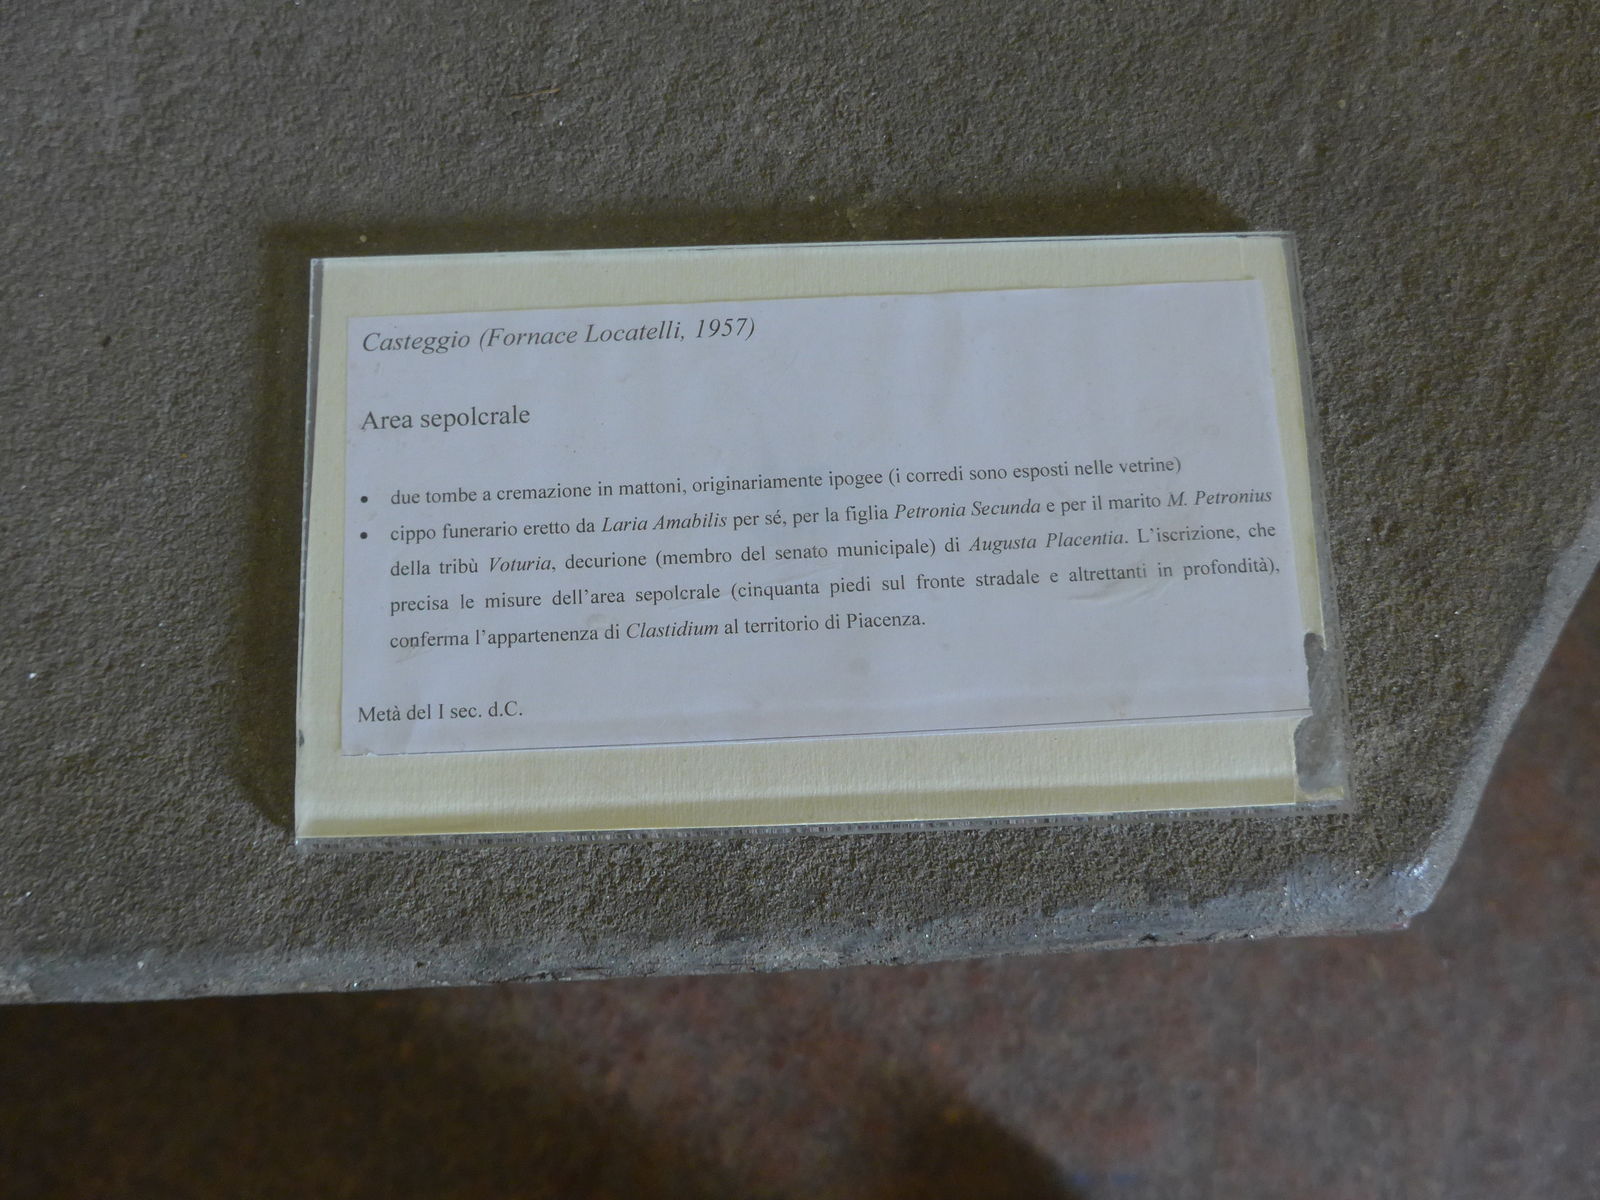 Casteggio (Fornace Locatelli, 1957)
Area sepolcrale
• due tombe a cremazione in mattoni, originariamente ipogee (i corredi sono esposti nelle vetrine)
• cippo funerario eretto da Laria Amabilis per sé, per la figlia Petronia Secunda e per il marito M. Petronius
della tribù Voturia, decurione (membro del senato municipale) di Augusta Placentia. L’iscrizione, che
precisa le misure dell’area sepolcrale (cinquanta piedi sul fronte stradale e altrettanti in profondità),
conferma l’appartenenza di Clastidium al territorio di Piacenza.
Metà del I sec. d.C.